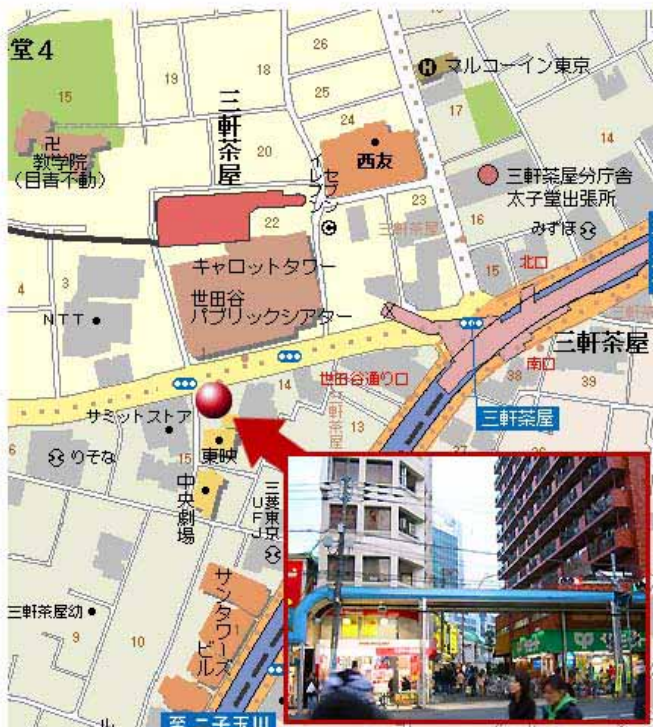 堂4
26
19
18
マルコーイン東京
15
25
17
卍
三軒茶屋
24
14
教学院
(目青不動)
20
西友
三軒茶屋分庁舎
太子堂出張所
セブン
イレブン
23
16
みずほ
22
三軒茶屋
15
北口
キャロットタワー
3
4
世田谷
パブリックシアター
NTT
三軒茶屋
南口
世田谷通り口
38
39
14
サミットストア
三軒茶屋
三軒茶屋
13
6
りそな
15
東映
中央劇場
三菱東京
UFJ
サンタワーズ
ビル
三軒茶屋幼
9
10
至 二子玉川